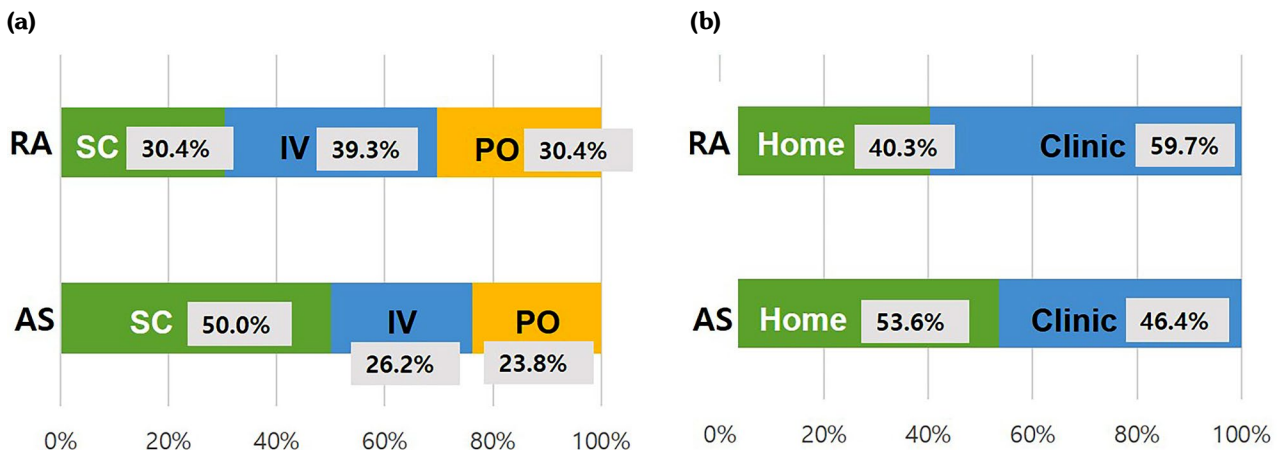 (a)
RA SC 30.4% IV 39.3% PO 30.4%
AS SC 50.0% IV 26.2% PO 23.8%
0% 20% 40% 60% 80% 100%
(b)
RA Home 40.3% Clinic 59.7%
AS Home 53.6% Clinic 46.4%
0% 20% 40% 60% 80% 100%